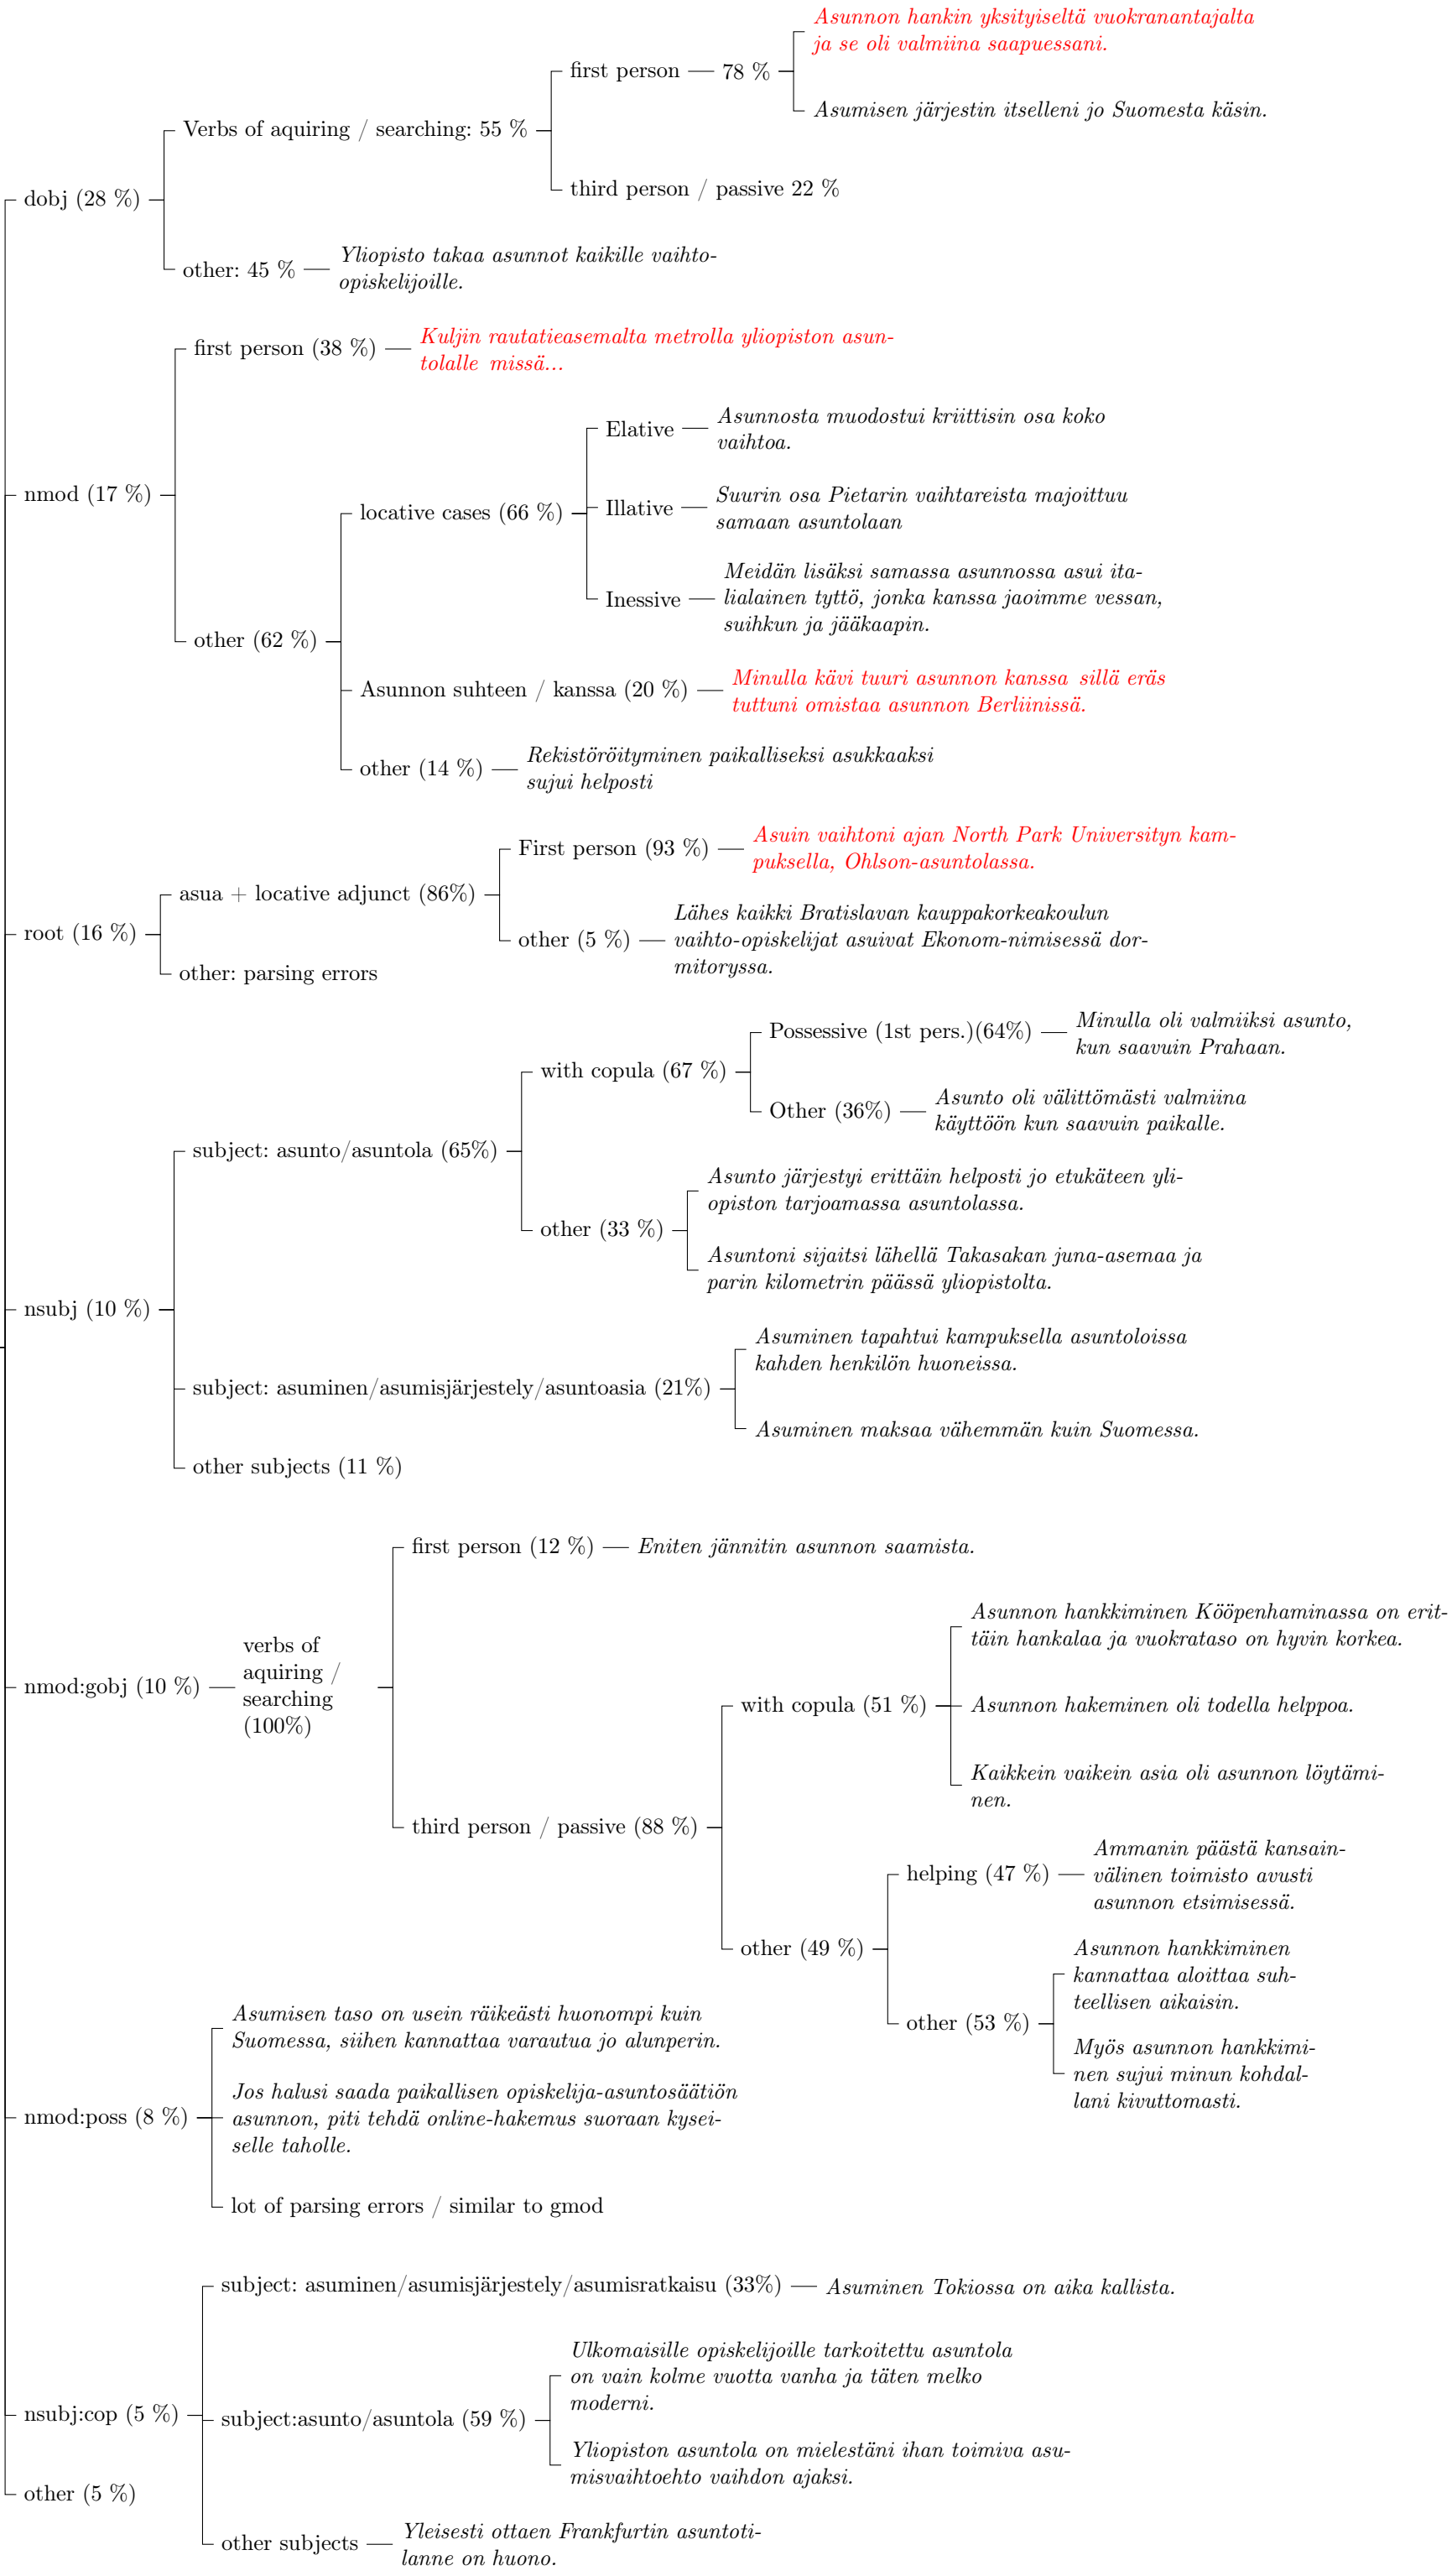 Asunnon hankin yksityiseltä vuokranantajalta
ja se oli valmiina saapuessani.
first person
78 %
Asumisen järjestin itselleni jo Suomesta käsin.
Verbs of aquiring / searching: 55 %
third person / passive 22 %
dobj (28 %)
other: 45 %
Yliopisto takaa asunnot kaikille vaihto-
opiskelijoille.
first person (38 %)
Kuljin rautatieasemalta metrolla yliopiston asun-
tolalle missä...
Elative
Asunnosta muodostui kriittisin osa koko
vaihtoa.
nmod (17 %)
locative cases (66 %)
Illative
Suurin osa Pietarin vaihtareista majoittuu
samaan asuntolaan
Inessive
Meidän lisäksi samassa asunnossa asui ita-
lialainen tyttö, jonka kanssa jaoimme vessan,
suihkun ja jääkaapin.
other (62 %)
Asunnon suhteen / kanssa (20 %)
Minulla kävi tuuri asunnon kanssa sillä eräs
tuttuni omistaa asunnon Berliinissä.
other (14 %)
Rekistöröityminen paikalliseksi asukkaaksi
sujui helposti
First person (93 %)
Asuin vaihtoni ajan North Park Universityn kam-
puksella, Ohlson-asuntolassa.
asua + locative adjunct (86%)
root (16 %)
other (5 %)
Lähes kaikki Bratislavan kauppakorkeakoulun
vaihto-opiskelijat asuivat Ekonom-nimisessä dor-
mitoryssa.
other: parsing errors
Possessive (1st pers.)(64%)
Minulla oli valmiiksi asunto,
kun saavuin Prahaan.
with copula (67 %)
Other (36%)
Asunto oli välittömästi valmiina
käyttöön kun saavuin paikalle.
subject: asunto/asuntola (65%)
Asunto järjestyi erittäin helposti jo etukäteen yli-
opiston tarjoamassa asuntolassa.
other (33 %)
Asuntoni sijaitsi lähellä Takasakan juna-asemaa ja
parin kilometrin päässä yliopistolta.
nsubj (10 %)
Asuminen tapahtui kampuksella asuntoloissa
kahden henkilön huoneissa.
subject: asuminen/asumisjärjestely/asuntoasia (21%)
Asuminen maksaa vähemmän kuin Suomessa.
other subjects (11 %)
first person (12 %)
Eniten jännitin asunnon saamista.
nmod:gobj (10 %)
verbs of
aquiring /
searching
(100%)
Asunnon hankkiminen Kööpenhaminassa on erit-
täin hankalaa ja vuokrataso on hyvin korkea.
with copula (51 %)
Asunnon hakeminen oli todella helppoa.
Kaikkein vaikein asia oli asunnon löytämi-
nen.
third person / passive (88 %)
helping (47 %)
Ammanin päästä kansain-
välinen toimisto avusti
asunnon etsimisessä.
other (49 %)
Asunnon hankkiminen
kannattaa aloittaa suh-
teellisen aikaisin.
other (53 %)
Myös asunnon hankkimi-
nen sujui minun kohdal-
lani kivuttomasti.
Asumisen taso on usein räikeästi huonompi kuin
Suomessa, siihen kannattaa varautua jo alunperin.
nmod:poss (8 %)
Jos halusi saada paikallisen opiskelija-asuntosäätiön
asunnon, piti tehdä online-hakemus suoraan kysei-
selle taholle.
lot of parsing errors / similar to gmod
subject: asuminen/asumisjärjestely/asumisratkaisu (33%)
Asuminen Tokiossa on aika kallista.
nsubj:cop (5 %)
subject:asunto/asuntola (59 %)
Ulkomaisille opiskelijoille tarkoitettu asuntola
on vain kolme vuotta vanha ja täten melko
moderni.
Yliopiston asuntola on mielestäni ihan toimiva asu-
misvaihtoehto vaihdon ajaksi.
other (5 %)
other subjects
Yleisesti ottaen Frankfurtin asuntoti-
lanne on huono.